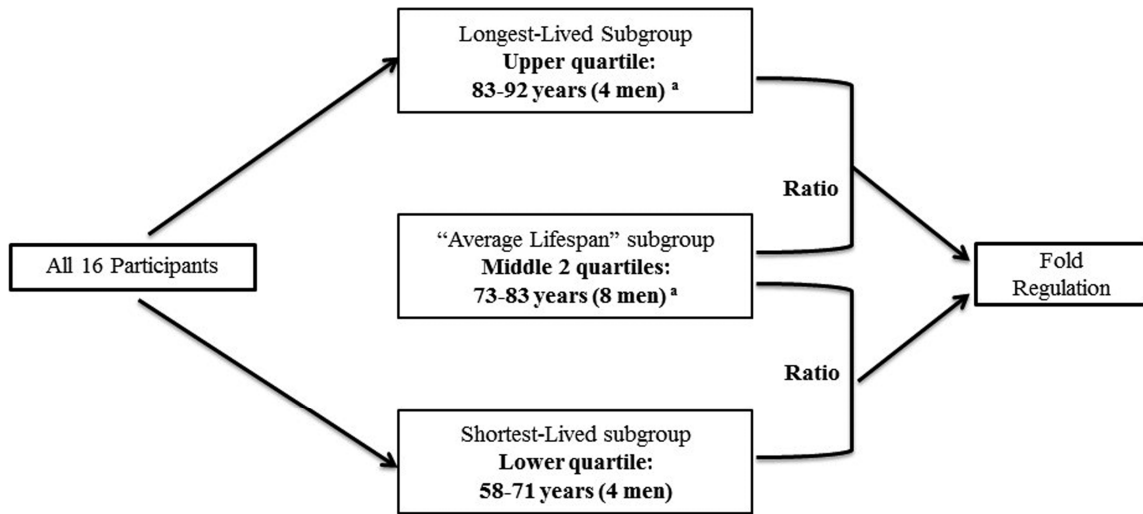 All 16 Participants
Longest-Lived Subgroup
Upper quartile:
83-92 years (4 men) ᵃ
“Average Lifespan” subgroup
Middle 2 quartiles:
73-83 years (8 men) ᵃ
Shortest-Lived subgroup
Lower quartile:
58-71 years (4 men)
Ratio
Ratio
Fold
Regulation